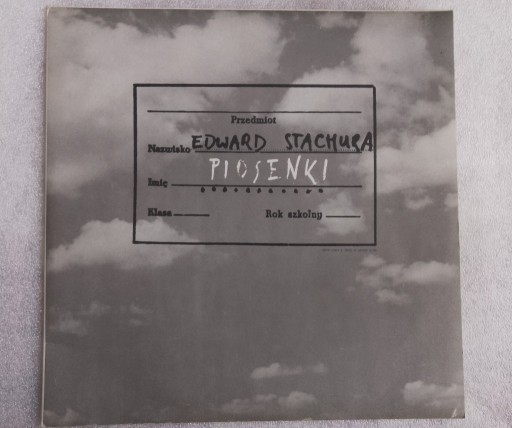 Przedmiot
Nazwisko EDWARD STACHURA
PIOSENKI
Imię
Klasa Rok szkolny